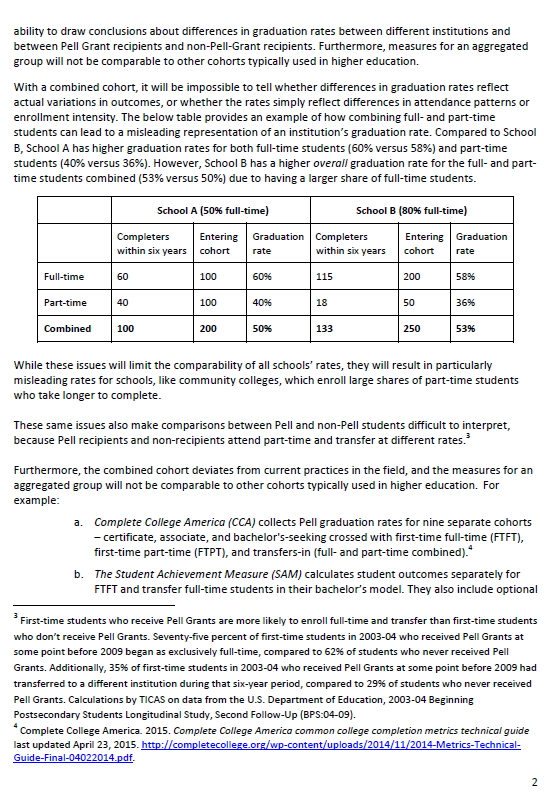 ability to draw conclusions about differences in graduation rates between different institutions and
between Pell Grant recipients and non-Pell-Grant recipients. Furthermore, measures for an aggregated
group will not be comparable to other cohorts typically used in higher education.
With a combined cohort, it will be impossible to tell whether differences in graduation rates reflect
actual variations in outcomes, or whether the rates simply reflect differences in attendance patterns or
enrollment intensity. The below table provides an example of how combining full- and part-time
students can lead to a misleading representation of an institution's graduation rate. Compared to School
B, School A has higher graduation rates for both full-time students (60% versus 58%) and part-time
students (40% versus 36%). However, School B has a higher overall graduation rate for the full- and part-
time students combined (53% versus 50%) due to having a larger share of full-time students.
School A (50% full-time) School B (80% full-time)
Completers Entering Graduation Completers Entering Graduation
within six years cohort rate within six years cohort rate
Full-time 60 100 60% 115 200 58%
Part-time 40 100 40% 18 50 36%
Combined 100 200 50% 133 250 53%
While these issues will limit the comparability of all schools' rates, they will result in particularly
misleading rates for schools, like community colleges, which enroll large shares of part-time students
who take longer to complete.
These same issues also make comparisons between Pell and non-Pell students difficult to interpret,
because Pell recipients and non-recipients attend part-time and transfer at different rates.3
Furthermore, the combined cohort deviates from current practices in the field, and the measures for an
aggregated group will not be comparable to other cohorts typically used in higher education. For
example:
a. Complete College America (CCA) collects Pell graduation rates for nine separate cohorts
– certificate, associate, and bachelor's-seeking crossed with first-time full-time (FTFT),
first-time part-time (FTPT), and transfers-in (full- and part-time combined).4
b. The Student Achievement Measure (SAM) calculates student outcomes separately for
FTFT and transfer full-time students in their bachelor's model. They also include optional
3 First-time students who receive Pell Grants are more likely to enroll full-time and transfer than first-time students
who don't receive Pell Grants. Seventy-five percent of first-time students in 2003-04 who received Pell Grants at
some point before 2009 began as exclusively full-time, compared to 62% of students who never received Pell
Grants. Additionally, 35% of first-time students in 2003-04 who received Pell Grants at some point before 2009 had
transferred to a different institution during that six-year period, compared to 29% of students who never received
Pell Grants. Calculations by TICAS on data from the U.S. Department of Education, 2003-04 Beginning
Postsecondary Students Longitudinal Study, Second Follow-Up (BPS:04-09).
4 Complete College America. 2015. Complete College America common college completion metrics technical guide
last updated April 23, 2015. http://completecollege.org/wp-content/uploads/2014/11/2014-Metrics-Technical-
Guide-Final-04022014.pdf.
2